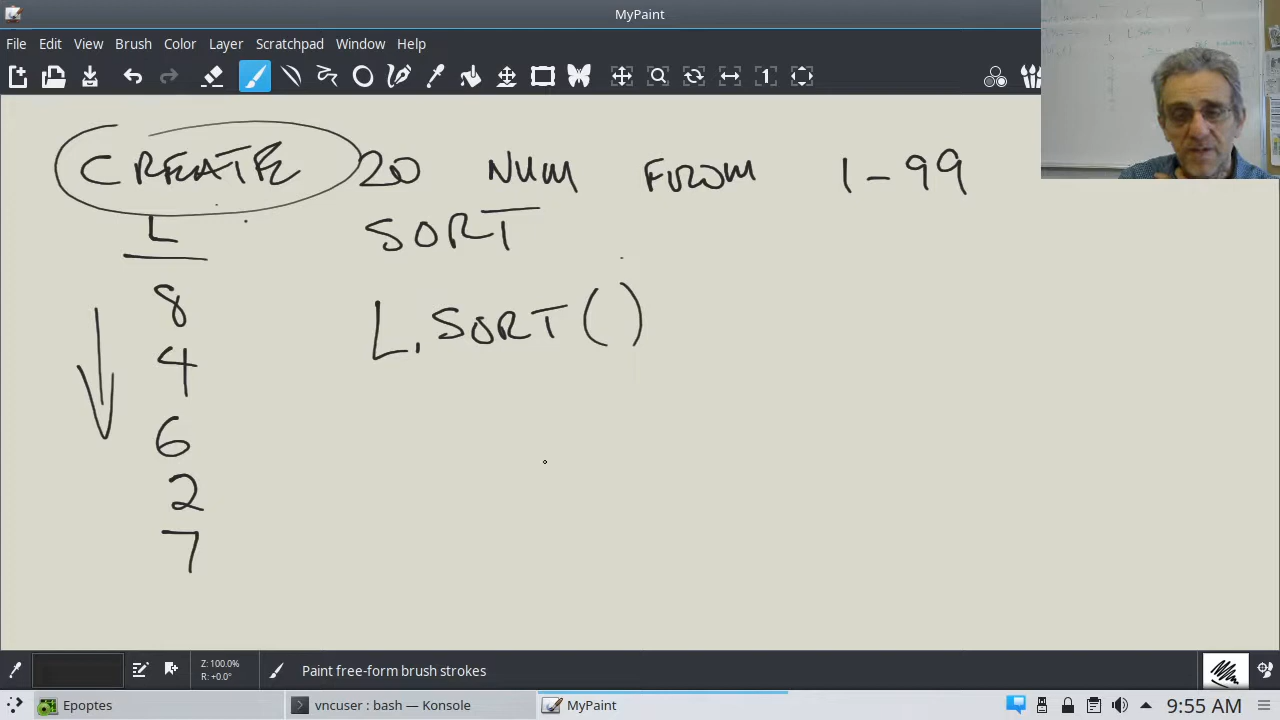 MyPaint
File Edit View Brush Color Layer Scratchpad Window Help
CREATE 20 NUM FROM 1-99
L SORT
8 L.SORT()
4
6
2
7
Z: 100.0%
R: +0.0°
Paint free-form brush strokes
Epoptes vncuser : bash — Konsole MyPaint 9:55 AM